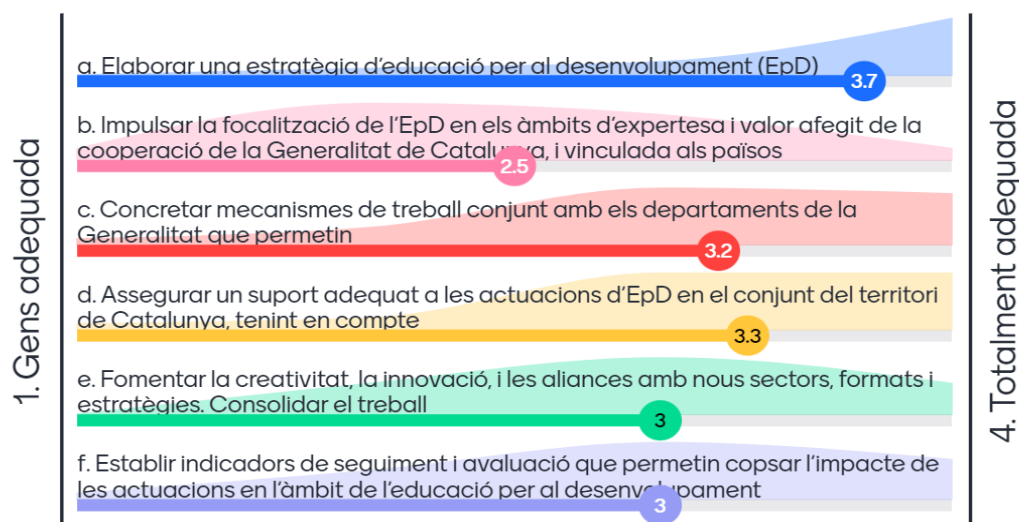 1. Gens adequada
a. Elaborar una estratègia d’educació per al desenvolupament (EpD)
3.7
b. Impulsar la focalització de l’EpD en els àmbits d’expertesa i valor afegit de la
cooperació de la Generalitat de Catalunya, i vinculada als països
2.5
c. Concretar mecanismes de treball conjunt amb els departaments de la
Generalitat que permetin
3.2
d. Assegurar un suport adequat a les actuacions d’EpD en el conjunt del territori
de Catalunya, tenint en compte
3.3
e. Fomentar la creativitat, la innovació, i les aliances amb nous sectors, formats i
estratègies. Consolidar el treball
3
f. Establir indicadors de seguiment i avaluació que permetin copsar l’impacte de
les actuacions en l’àmbit de l’educació per al desenvolupament
3
4. Totalment adequada